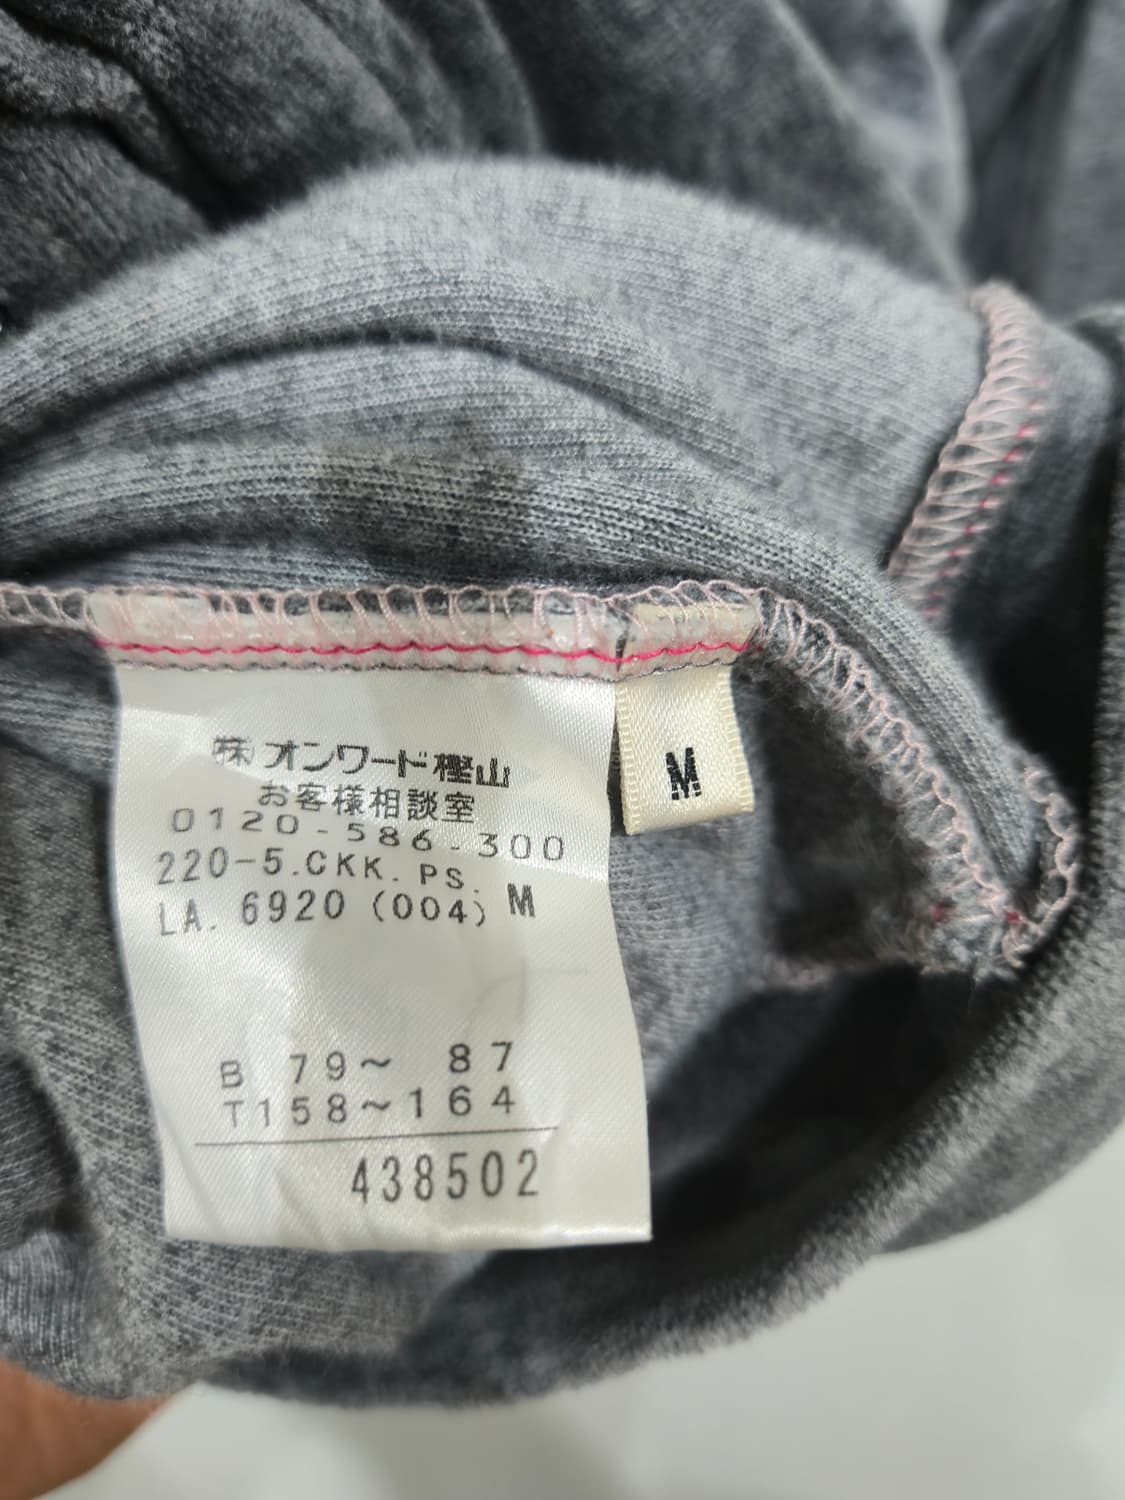 ㈱オンワード樫山
お客様相談室
0120-586-300
220-5.CKK.PS.
LA. 6920 (004) M
B 79～ 87
T158～164
438502
M